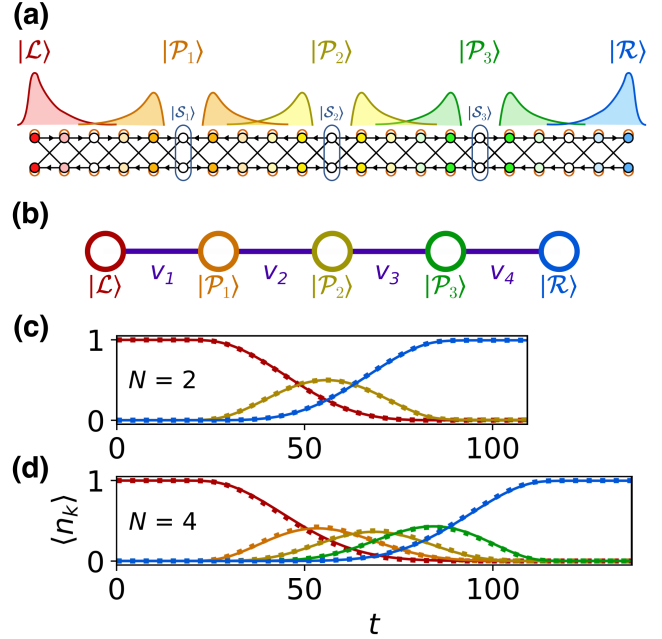 (a)
|𝓛⟩ |𝓟₁⟩ |𝓟₂⟩ |𝓟₃⟩ |𝓡⟩
|𝓢₁⟩ |𝓢₂⟩ |𝓢₃⟩
(b)
v₁ v₂ v₃ v₄
|𝓛⟩ |𝓟₁⟩ |𝓟₂⟩ |𝓟₃⟩ |𝓡⟩
(c)
1
N = 2
0
0 50 100
(d)
1
N = 4
0
0 50 100
⟨nₖ⟩
t